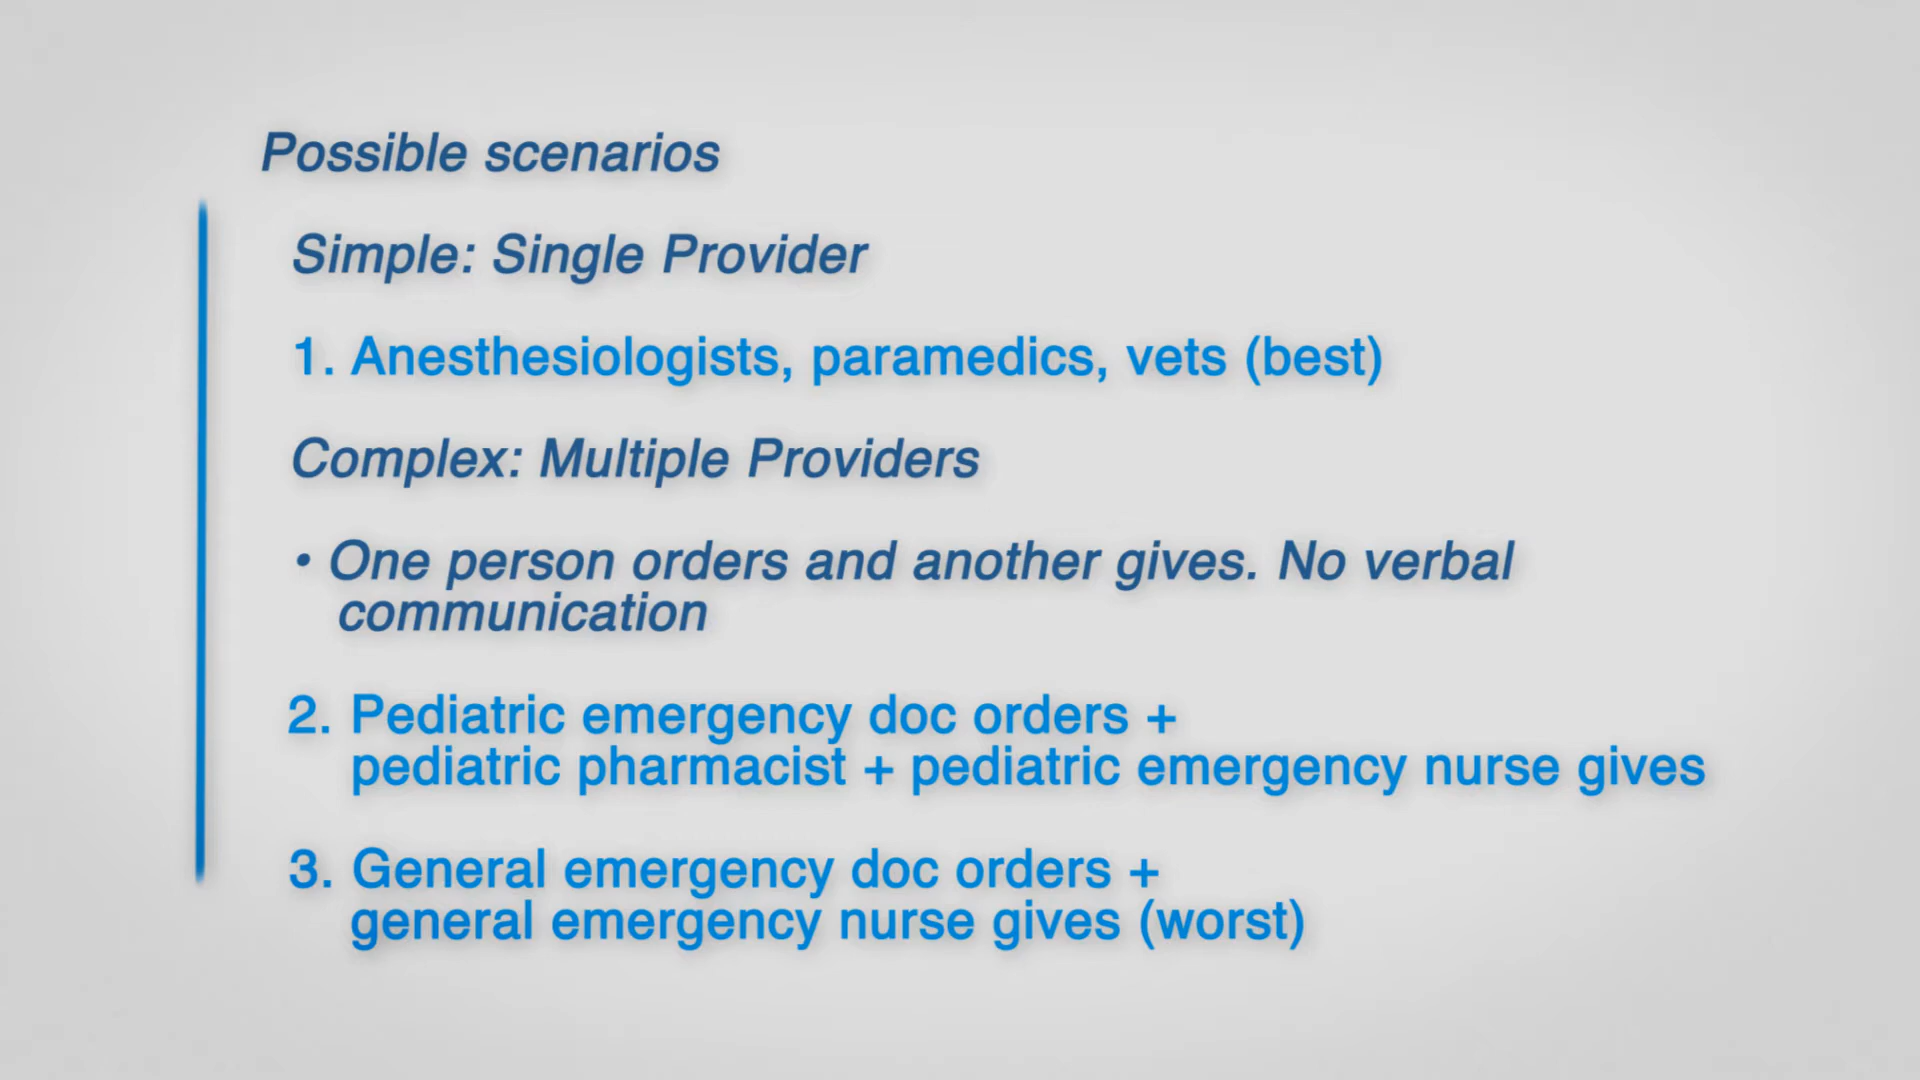 Possible scenarios
Simple: Single Provider
1. Anesthesiologists, paramedics, vets (best)
Complex: Multiple Providers
• One person orders and another gives. No verbal
communication
2. Pediatric emergency doc orders +
pediatric pharmacist + pediatric emergency nurse gives
3. General emergency doc orders +
general emergency nurse gives (worst)